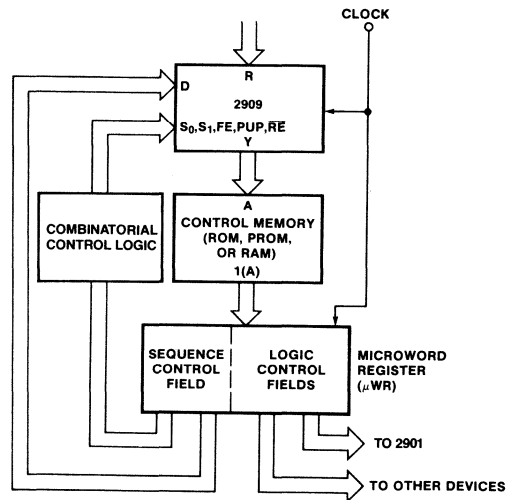 CLOCK
R
D
2909
S₀,S₁,FE,PUP,R̅E̅
Y
A
CONTROL MEMORY
(ROM, PROM,
OR RAM)
1(A)
COMBINATORIAL
CONTROL LOGIC
SEQUENCE
CONTROL
FIELD
LOGIC
CONTROL
FIELDS
MICROWORD
REGISTER
(μWR)
TO 2901
TO OTHER DEVICES